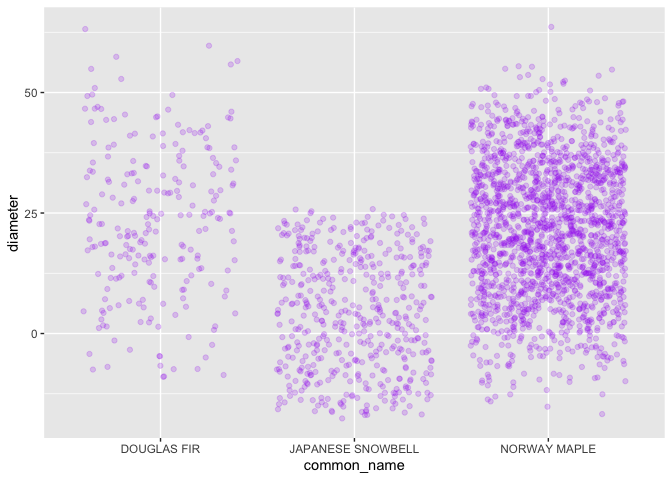 diameter
50
25
0
DOUGLAS FIR
JAPANESE SNOWBELL
NORWAY MAPLE
common_name